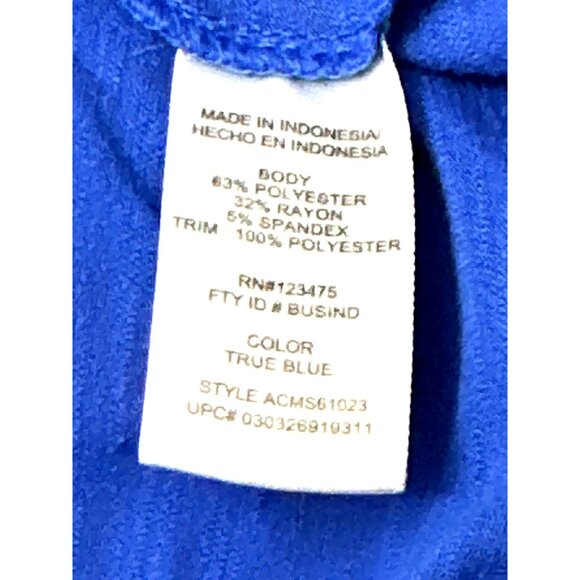 MADE IN INDONESIA/
HECHO EN INDONESIA
BODY
63% POLYESTER
32% RAYON
5% SPANDEX
TRIM 100% POLYESTER
RN#123475
FTY ID # BUSIND
COLOR
TRUE BLUE
STYLE ACMS61023
UPC# 030326919311